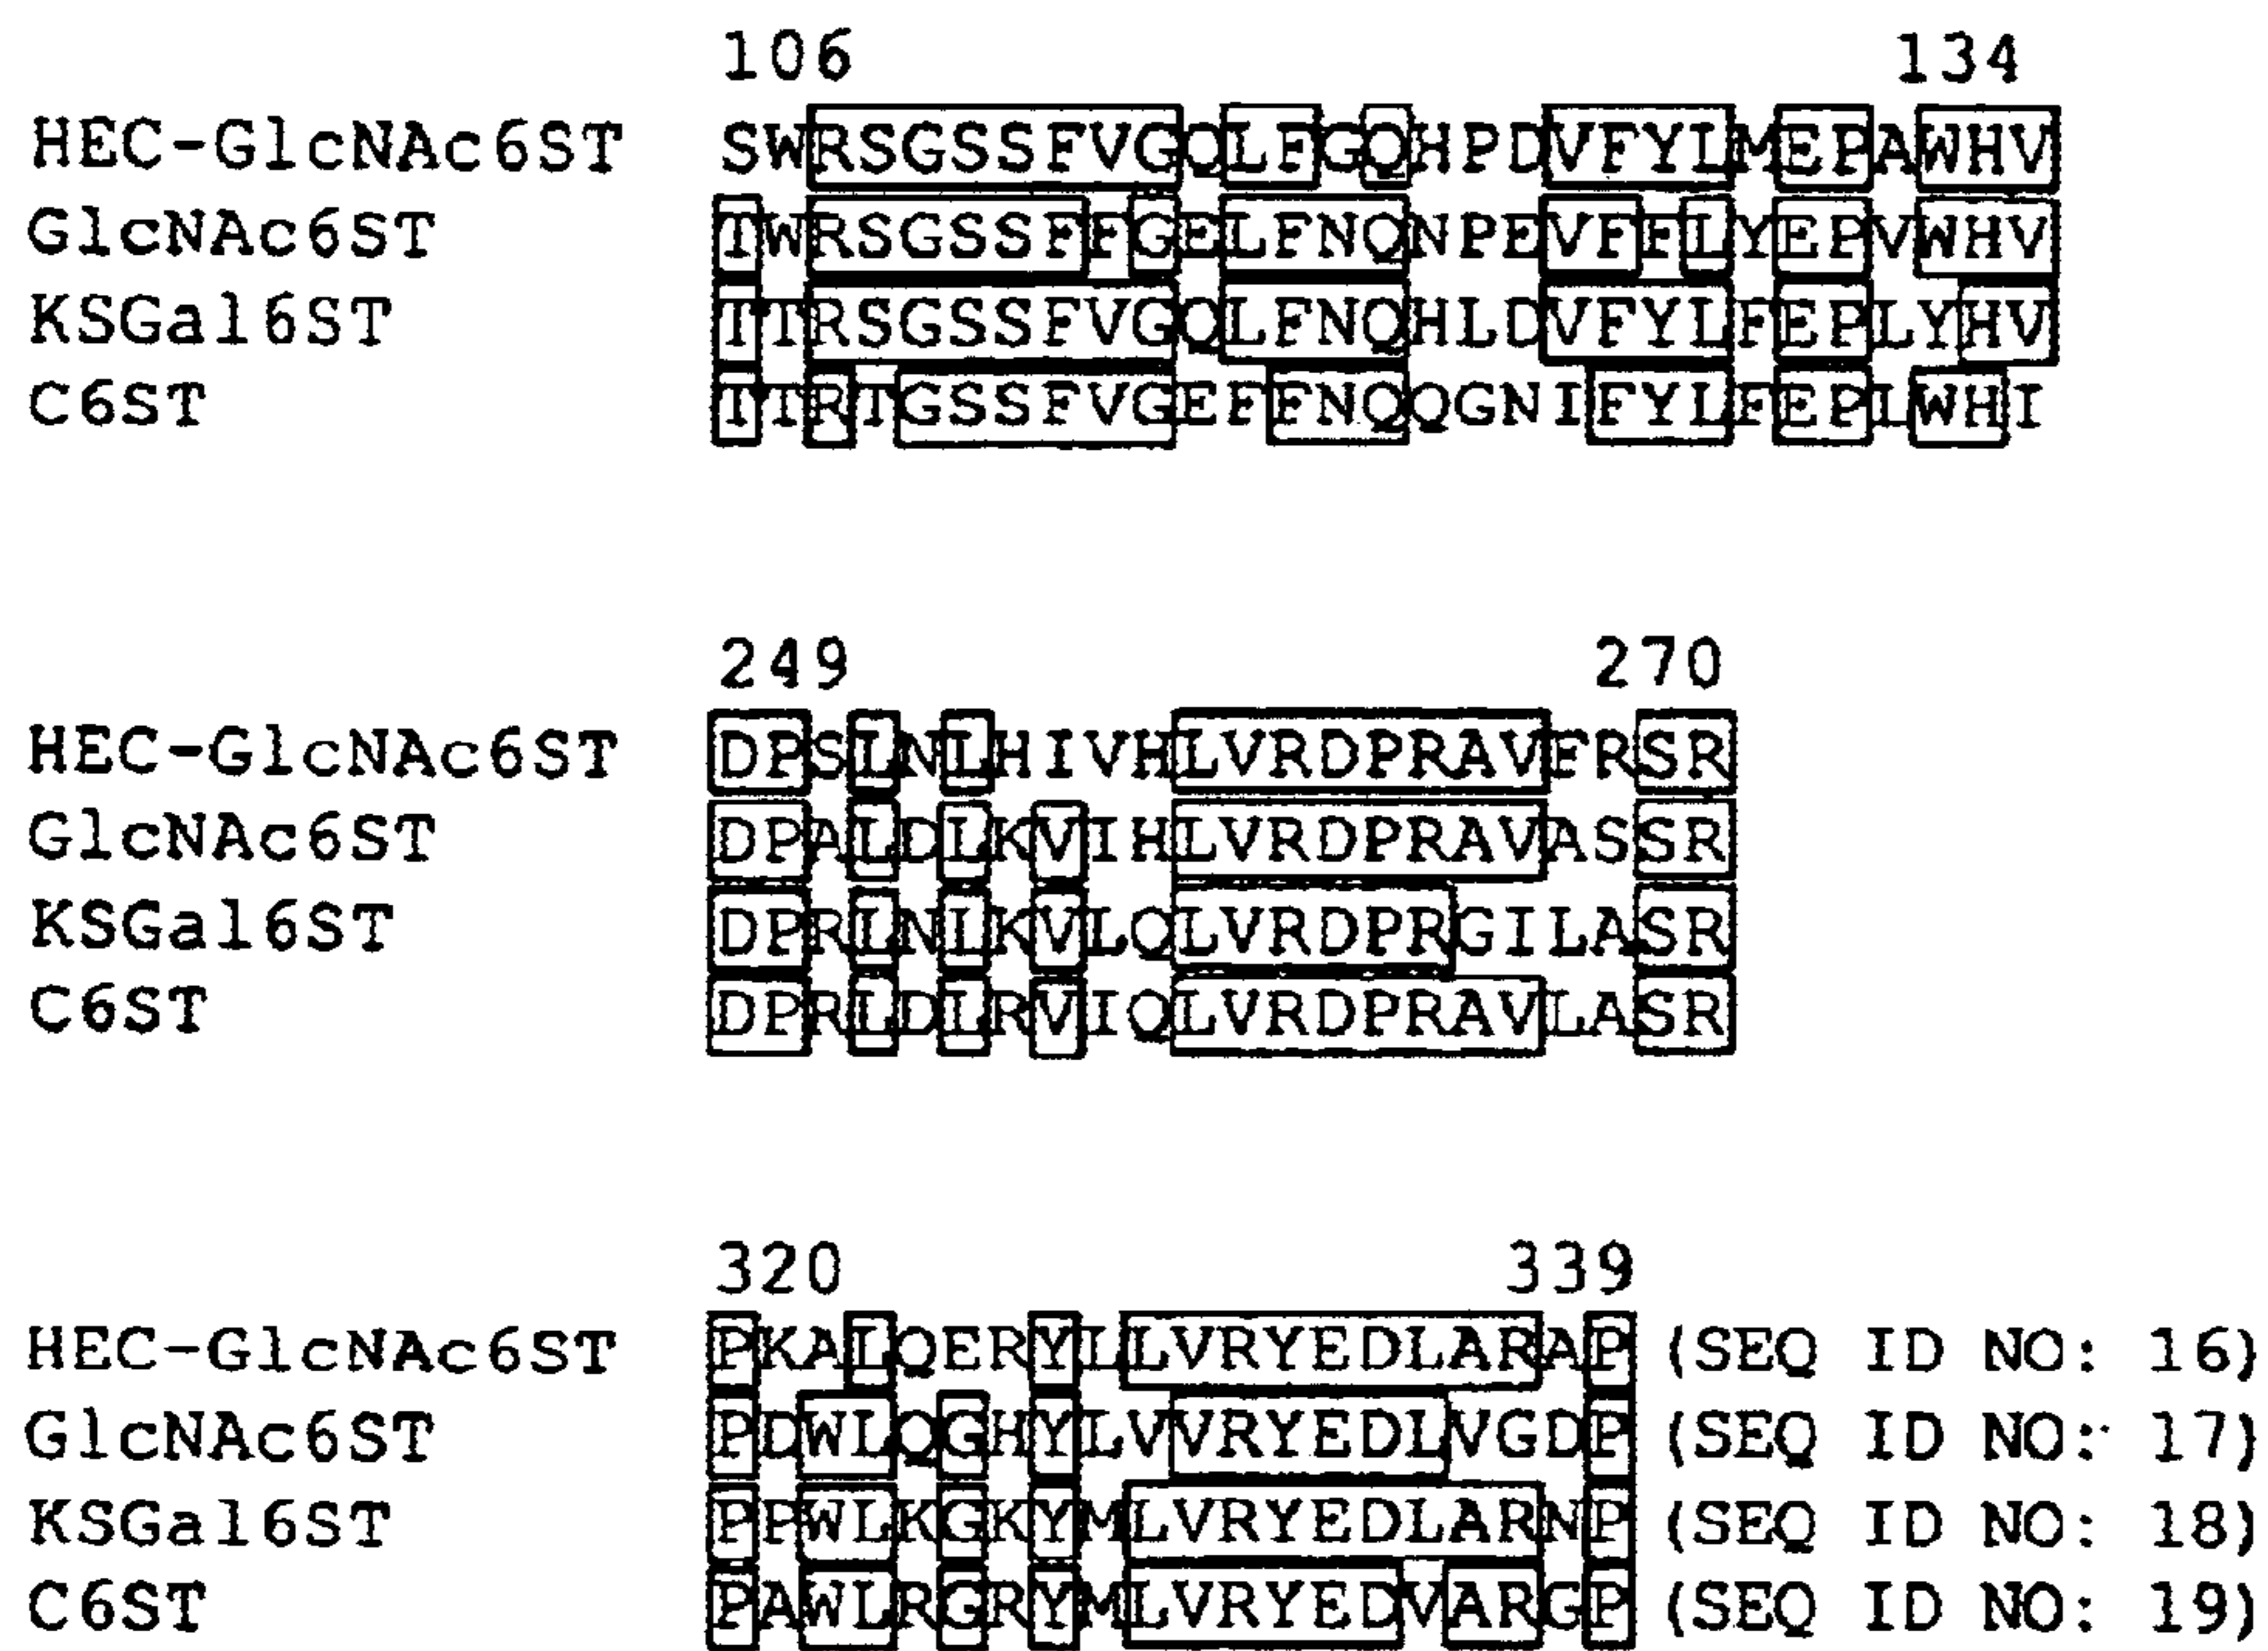 106 134
HEC-GlcNAc6ST SWRSGSSFVGQLFGQHPDVFYLMEPAWHV
GlcNAc6ST TWRSGSSFFGELFNQNPEVFFLYEPVWHV
KSGal6ST TTRSGSSFVGQLFNQHLDVFYLFEPLYHV
C6ST TTRTGSSFVGEFFNQQGNIFYLFEPLWHI
249 270
HEC-GlcNAc6ST DPSLNLHIVHLVRDPRAVFRSR
GlcNAc6ST DPALDLKVIHLVRDPRAVASSR
KSGal6ST DPRLNLKVLQLVRDPRGILASR
C6ST DPRLDLRVIQLVRDPRAVLASR
320 339
HEC-GlcNAc6ST PKALQERYLLVRYEDLARAP (SEQ ID NO: 16)
GlcNAc6ST PDWLQGHYLVVRYEDLVGDP (SEQ ID NO: 17)
KSGal6ST PPWLKGKYMLVRYEDLARNP (SEQ ID NO: 18)
C6ST PAWLRGRYMLVRYEDVARGP (SEQ ID NO: 19)